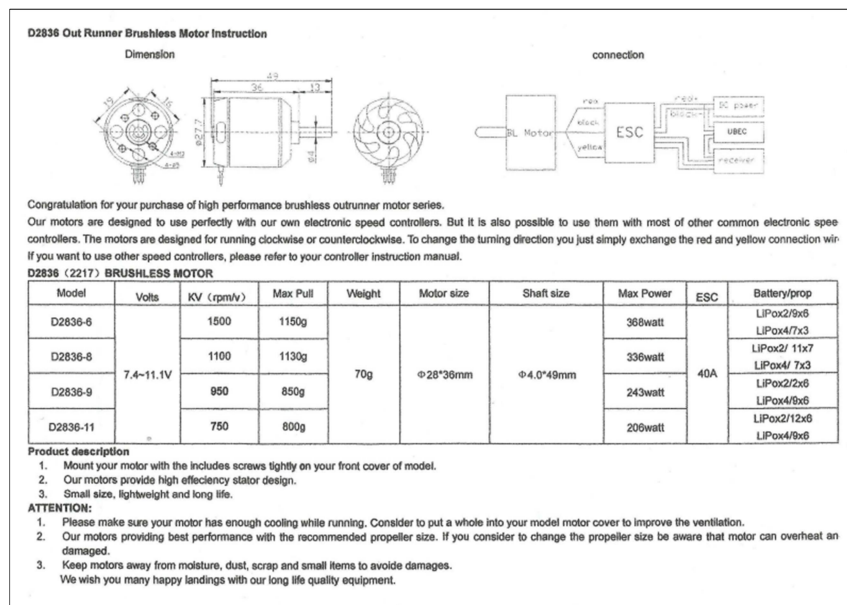 D2836 Out Runner Brushless Motor Instruction
Dimension
connection
49
36
13
19
16
Φ27.7
Φ4
4-M3
red
black
yellow
BL Motor
ESC
red+
black-
DC power
UBEC
receiver
Congratulation for your purchase of high performance brushless outrunner motor series.
Our motors are designed to use perfectly with our own electronic speed controllers. But it is also possible to use them with most of other common electronic spee
controllers. The motors are designed for running clockwise or counterclockwise. To change the turning direction you just simply exchange the red and yellow connection wir
If you want to use other speed controllers, please refer to your controller instruction manual.
D2836（2217）BRUSHLESS MOTOR
Model Volts KV（rpm/v） Max Pull Weight Motor size Shaft size Max Power ESC Battery/prop
D2836-6 1500 1150g 368watt LiPox2/9x6
LiPox4/7x3
D2836-8 1100 1130g 336watt LiPox2/ 11x7
LiPox4/ 7x3
7.4~11.1V 70g Φ28*36mm Φ4.0*49mm 40A
D2836-9 950 850g 243watt LiPox2/2x6
LiPox4/9x6
D2836-11 750 800g 206watt LiPox2/12x6
LiPox4/9x6
Product description
1. Mount your motor with the includes screws tightly on your front cover of model.
2. Our motors provide high effeciency stator design.
3. Small size, lightweight and long life.
ATTENTION:
1. Please make sure your motor has enough cooling while running. Consider to put a whole into your model motor cover to improve the ventilation.
2. Our motors providing best performance with the recommended propeller size. If you consider to change the propeller size be aware that motor can overheat an
damaged.
3. Keep motors away from moisture, dust, scrap and small items to avoide damages.
We wish you many happy landings with our long life quality equipment.